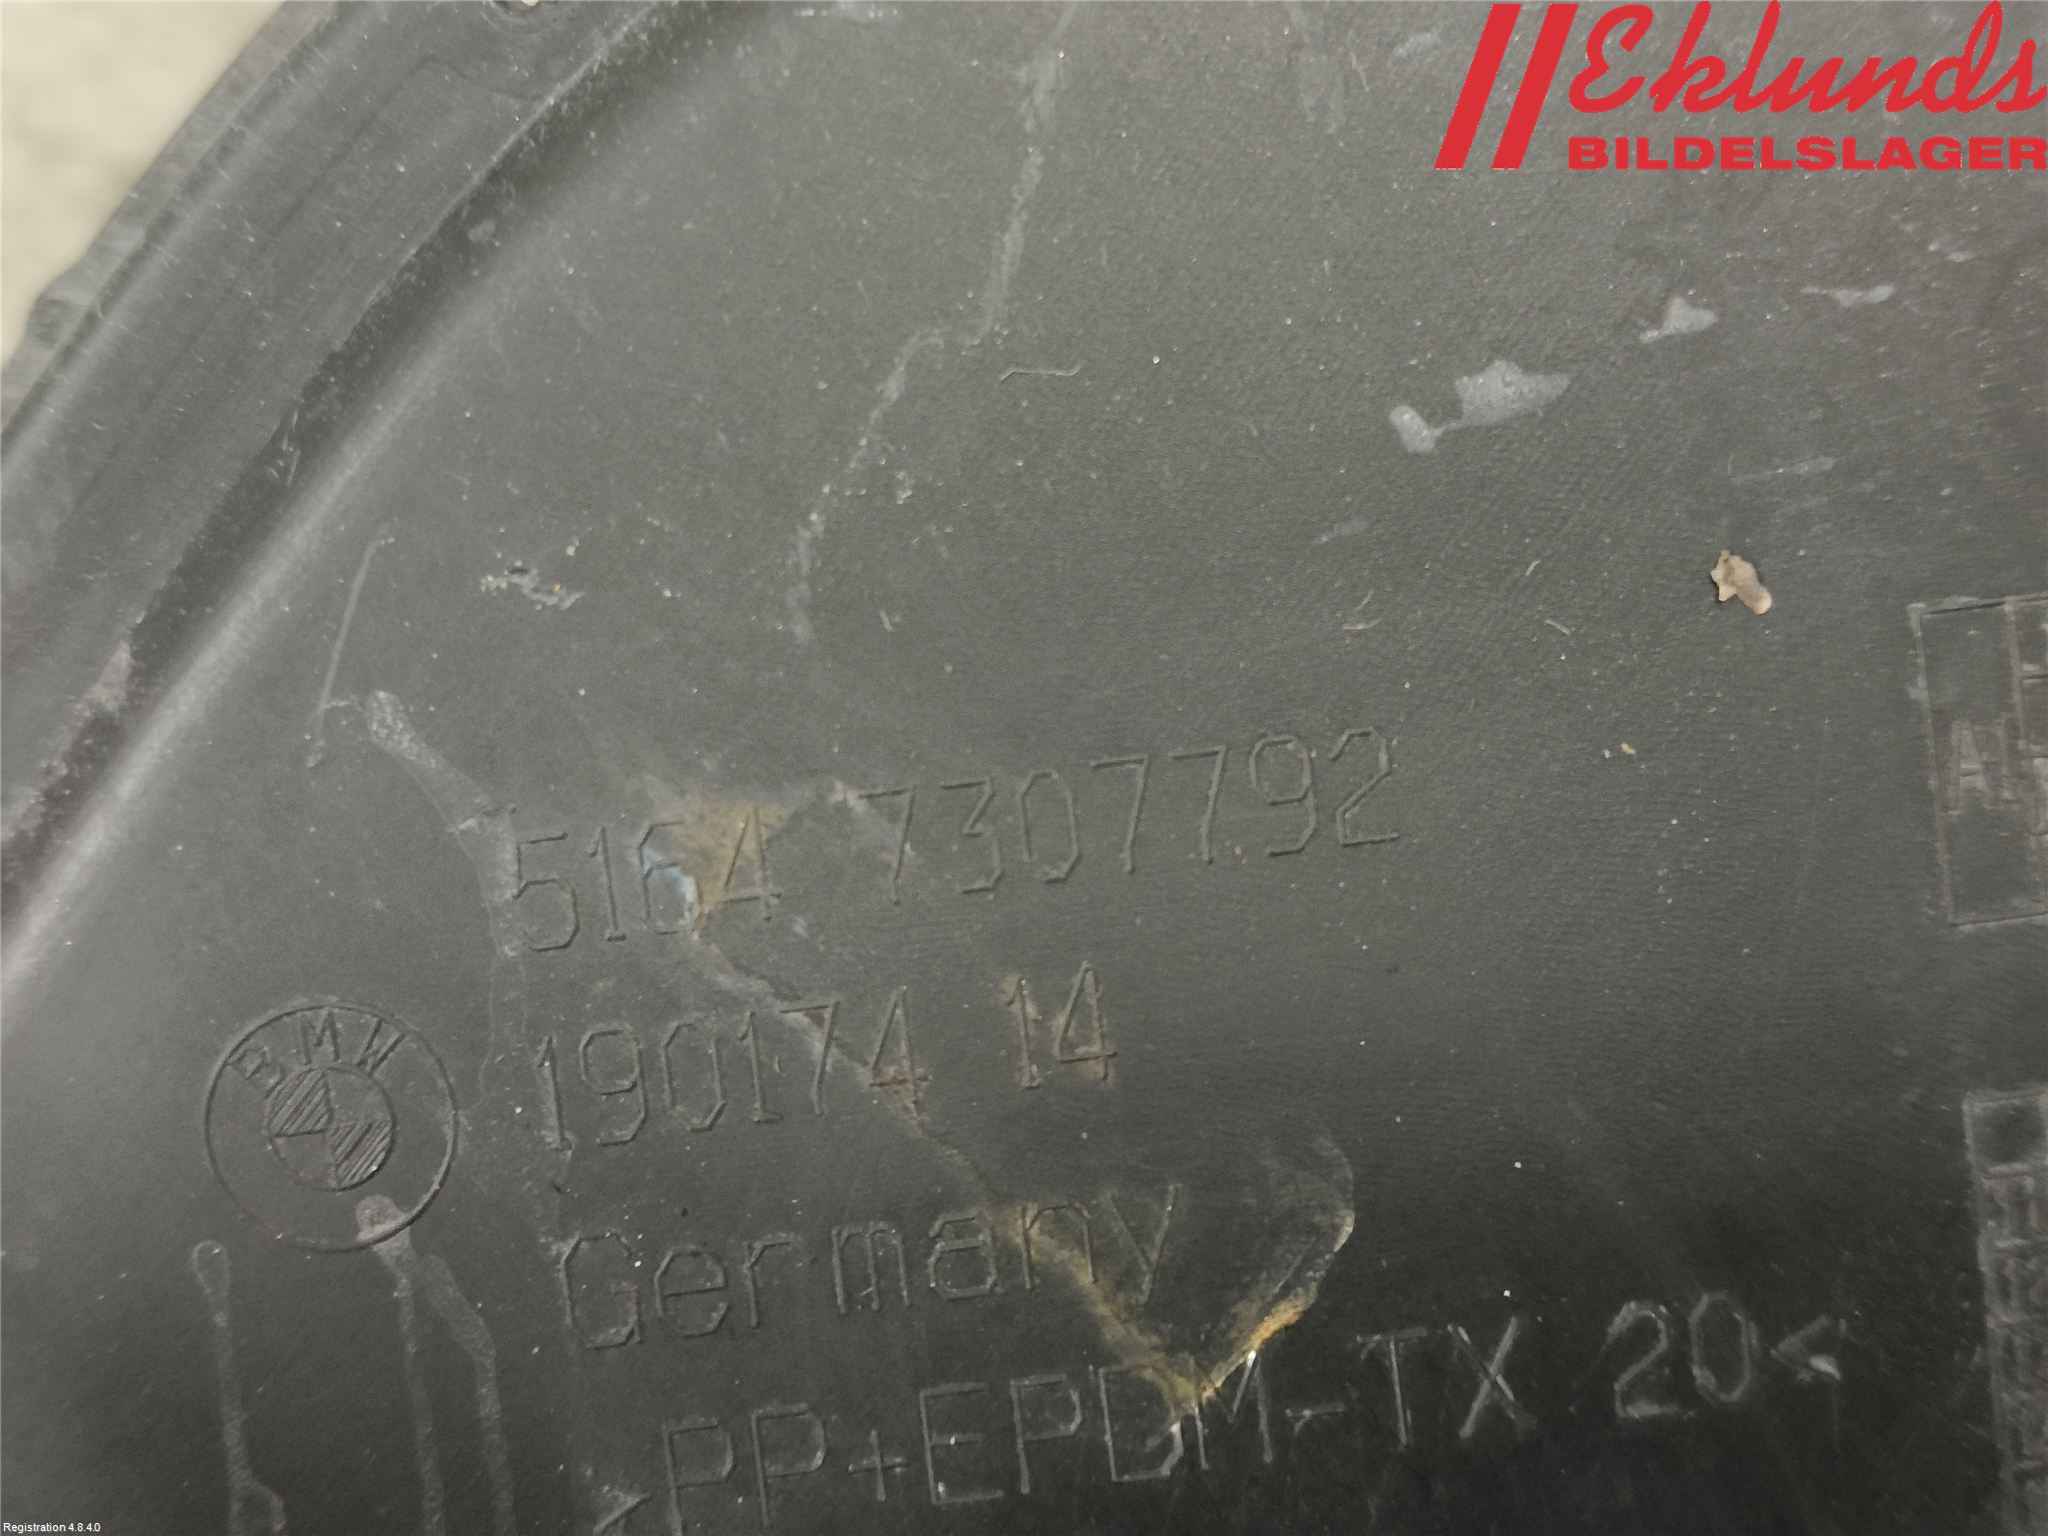 Eklunds
BILDELSLAGER
5164 7307792
190174 14
BMW
Germany
>PP+EPDM-TX 20<
Registration 4.8.4.0